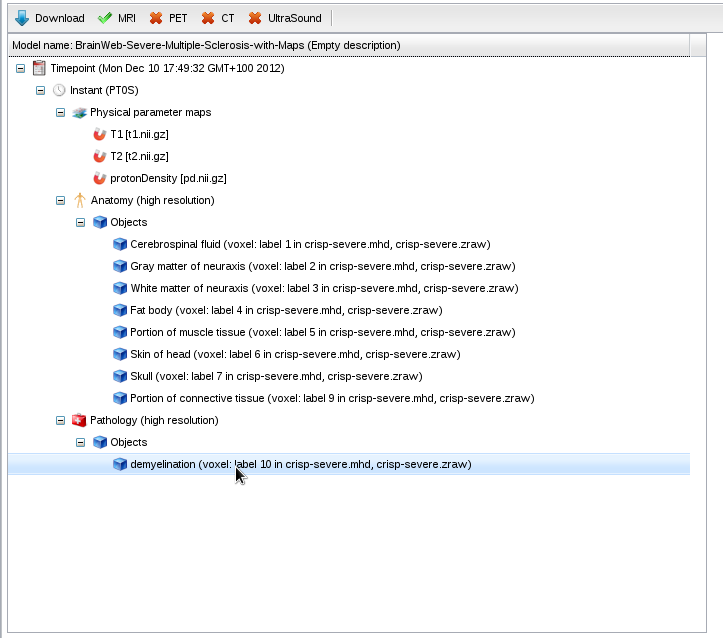 Download MRI PET CT UltraSound
Model name: BrainWeb-Severe-Multiple-Sclerosis-with-Maps (Empty description)
Timepoint (Mon Dec 10 17:49:32 GMT+100 2012)
Instant (PT0S)
Physical parameter maps
T1 [t1.nii.gz]
T2 [t2.nii.gz]
protonDensity [pd.nii.gz]
Anatomy (high resolution)
Objects
Cerebrospinal fluid (voxel: label 1 in crisp-severe.mhd, crisp-severe.zraw)
Gray matter of neuraxis (voxel: label 2 in crisp-severe.mhd, crisp-severe.zraw)
White matter of neuraxis (voxel: label 3 in crisp-severe.mhd, crisp-severe.zraw)
Fat body (voxel: label 4 in crisp-severe.mhd, crisp-severe.zraw)
Portion of muscle tissue (voxel: label 5 in crisp-severe.mhd, crisp-severe.zraw)
Skin of head (voxel: label 6 in crisp-severe.mhd, crisp-severe.zraw)
Skull (voxel: label 7 in crisp-severe.mhd, crisp-severe.zraw)
Portion of connective tissue (voxel: label 9 in crisp-severe.mhd, crisp-severe.zraw)
Pathology (high resolution)
Objects
demyelination (voxel: label 10 in crisp-severe.mhd, crisp-severe.zraw)